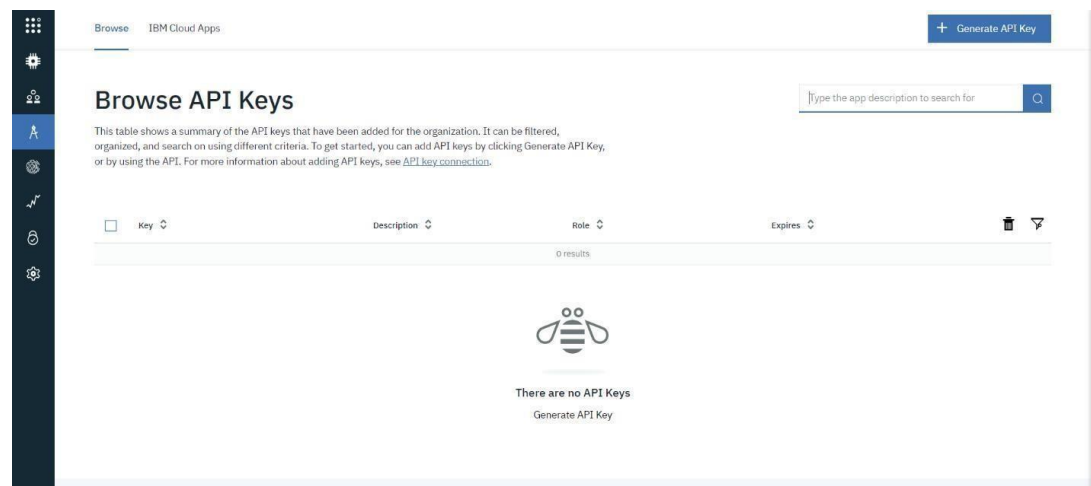 Browse IBM Cloud Apps
+ Generate API Key
Browse API Keys
Type the app description to search for
This table shows a summary of the API keys that have been added for the organization. It can be filtered,
organized, and search on using different criteria. To get started, you can add API keys by clicking Generate API Key,
or by using the API. For more information about adding API keys, see API key connection.
Key Description Role Expires
0 results
There are no API Keys
Generate API Key